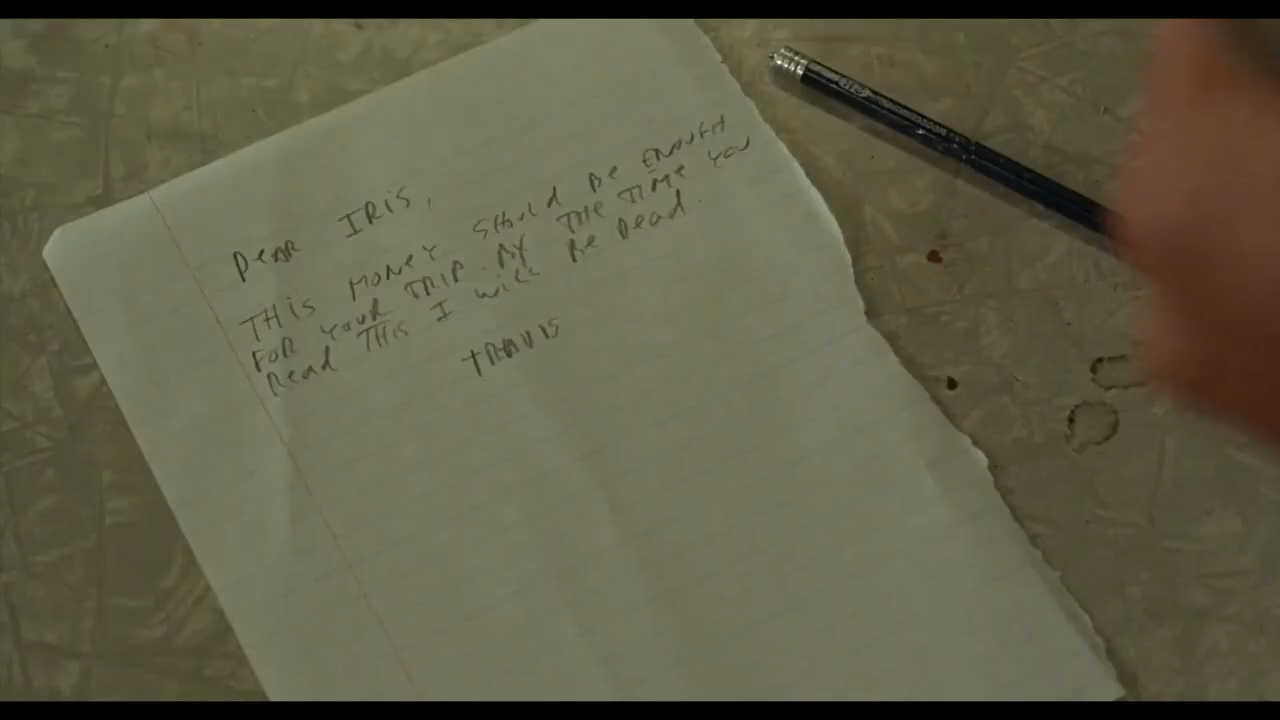 DEAR IRIS,
THIS MONEY SHOULD BE ENOUGH
FOR YOUR TRIP. BY THE TIME YOU
READ THIS I WILL BE DEAD.
TRAVIS